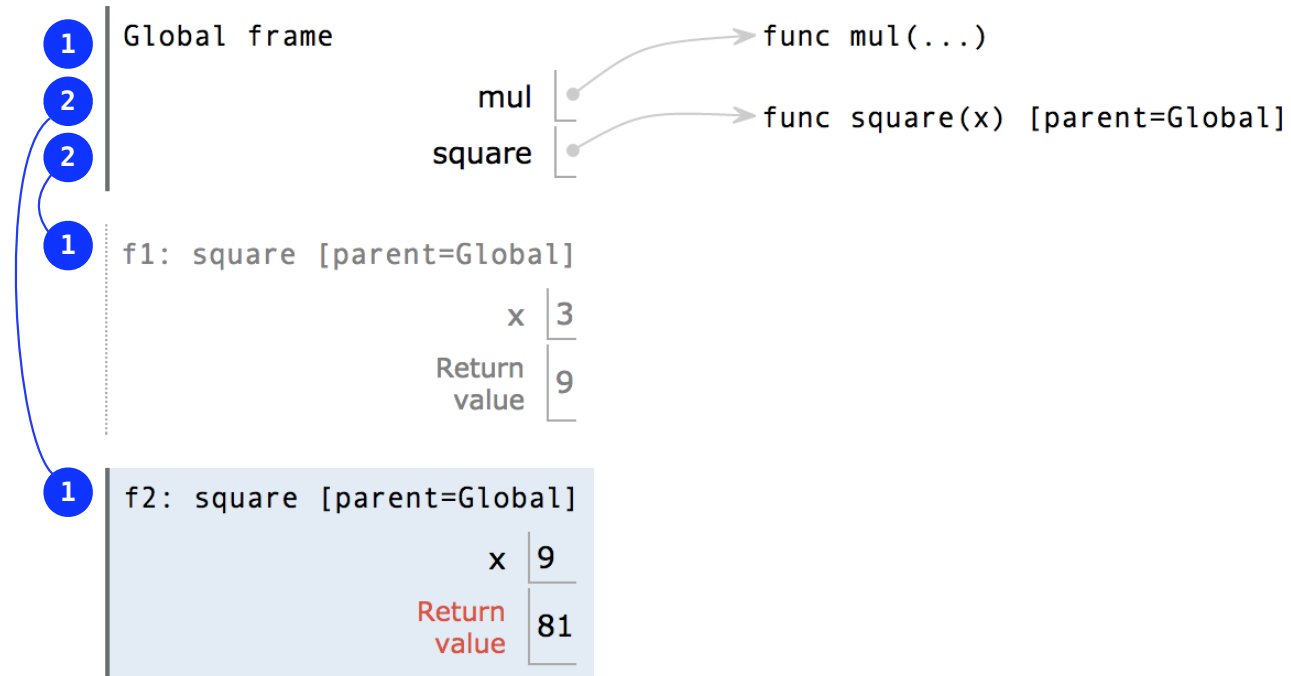 1 Global frame func mul(...)
2 mul
func square(x) [parent=Global]
2 square
1 f1: square [parent=Global]
x 3
Return
value 9
1 f2: square [parent=Global]
x 9
Return
value 81